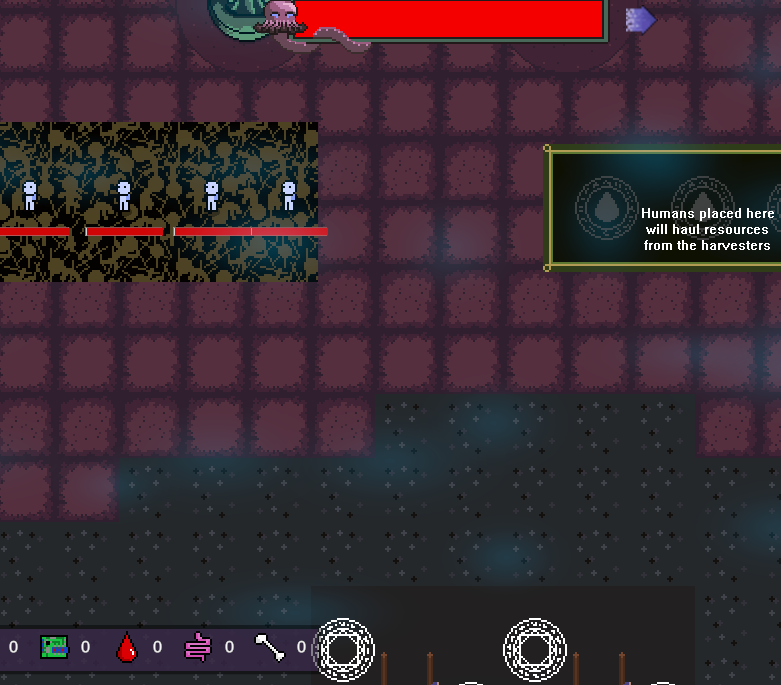 Humans placed here
will haul resources
from the harvesters
0 0 0 0 0